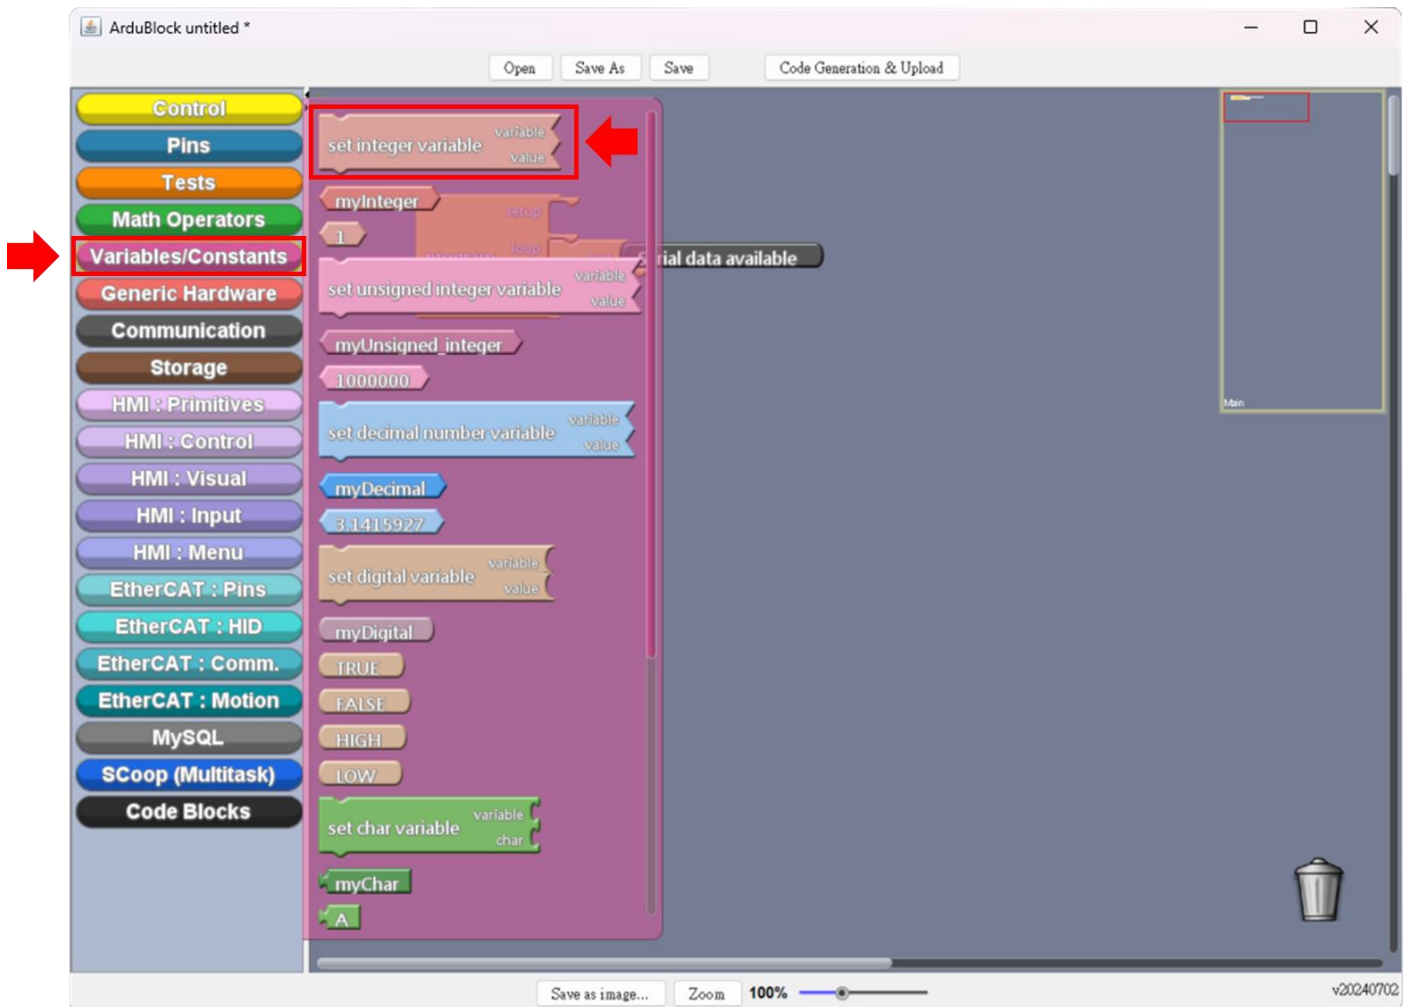 ArduBlock untitled *
Open Save As Save Code Generation & Upload
Control
Pins
Tests
Math Operators
Variables/Constants
Generic Hardware
Communication
Storage
HMI : Primitives
HMI : Control
HMI : Visual
HMI : Input
HMI : Menu
EtherCAT : Pins
EtherCAT : HID
EtherCAT : Comm.
EtherCAT : Motion
MySQL
SCoop (Multitask)
Code Blocks
set integer variable variable
value
myInteger
setup
1
loop
program
rial data available
set unsigned integer variable variable
value
myUnsigned_integer
1000000
set decimal number variable variable
value
myDecimal
3.1415927
set digital variable variable
value
myDigital
TRUE
FALSE
HIGH
LOW
set char variable variable
char
myChar
A
Main
Save as image... Zoom 100%
v20240702